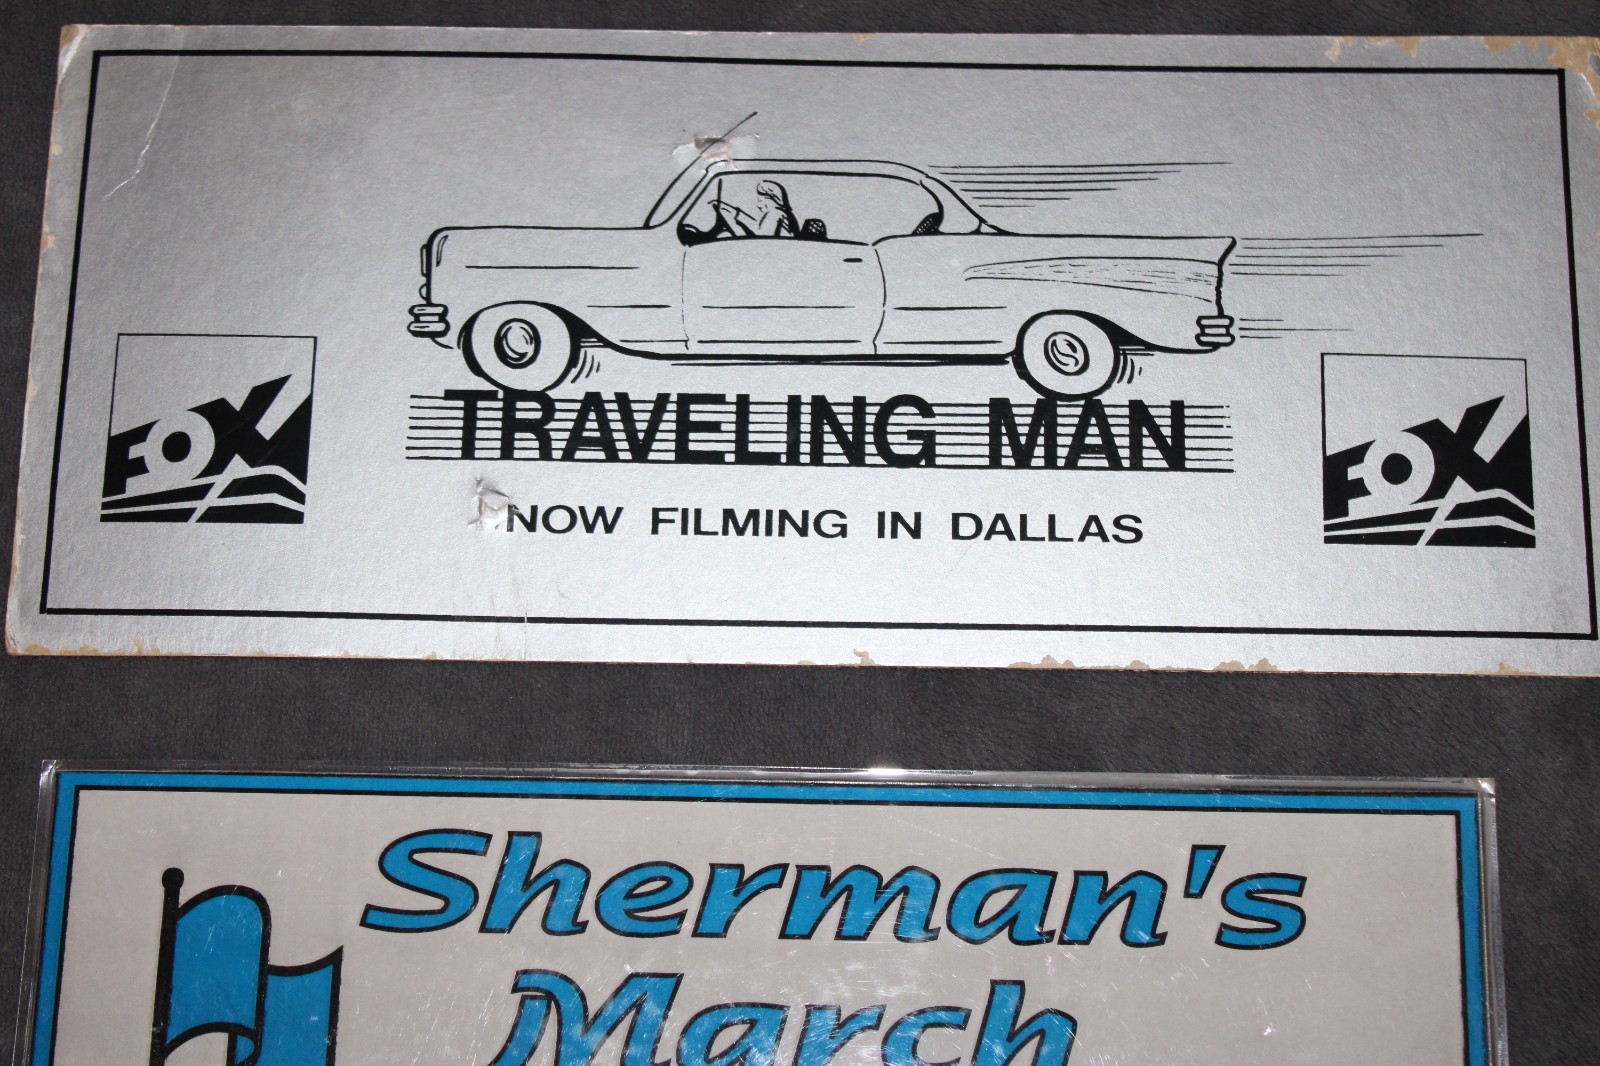 TRAVELING MAN
FOX
FOX
NOW FILMING IN DALLAS
Sherman's
March